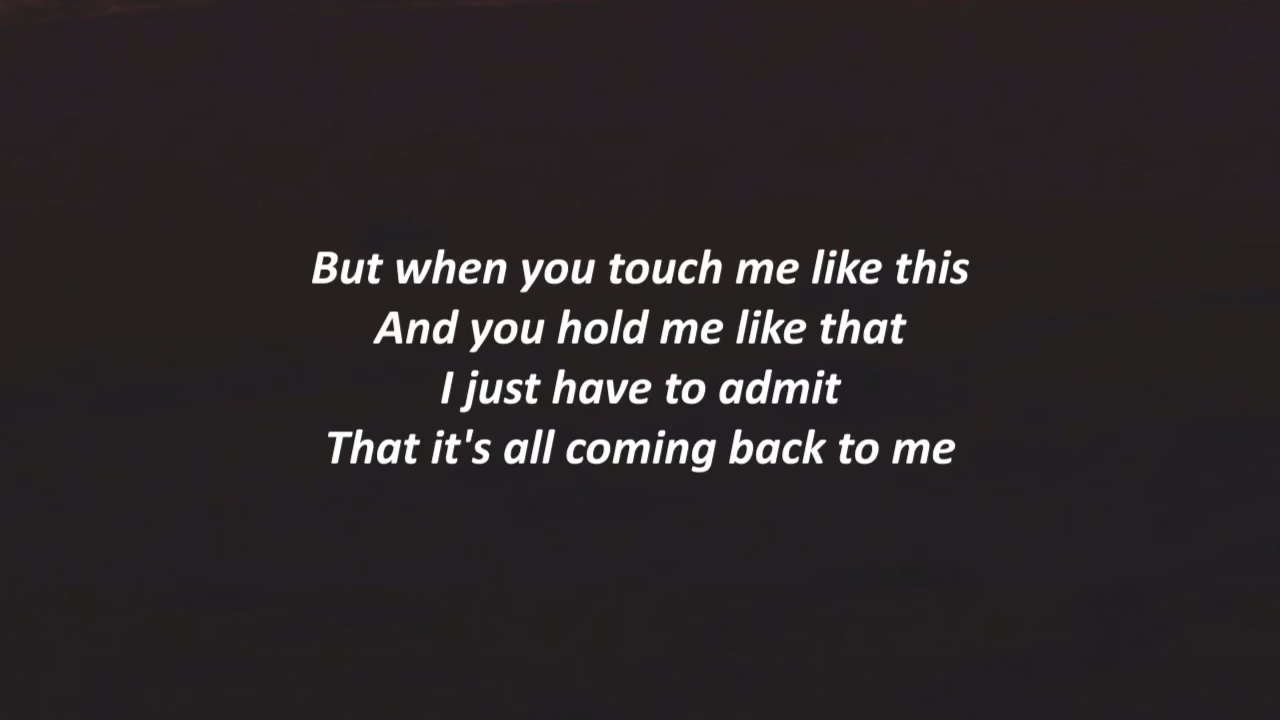 But when you touch me like this
And you hold me like that
I just have to admit
That it's all coming back to me